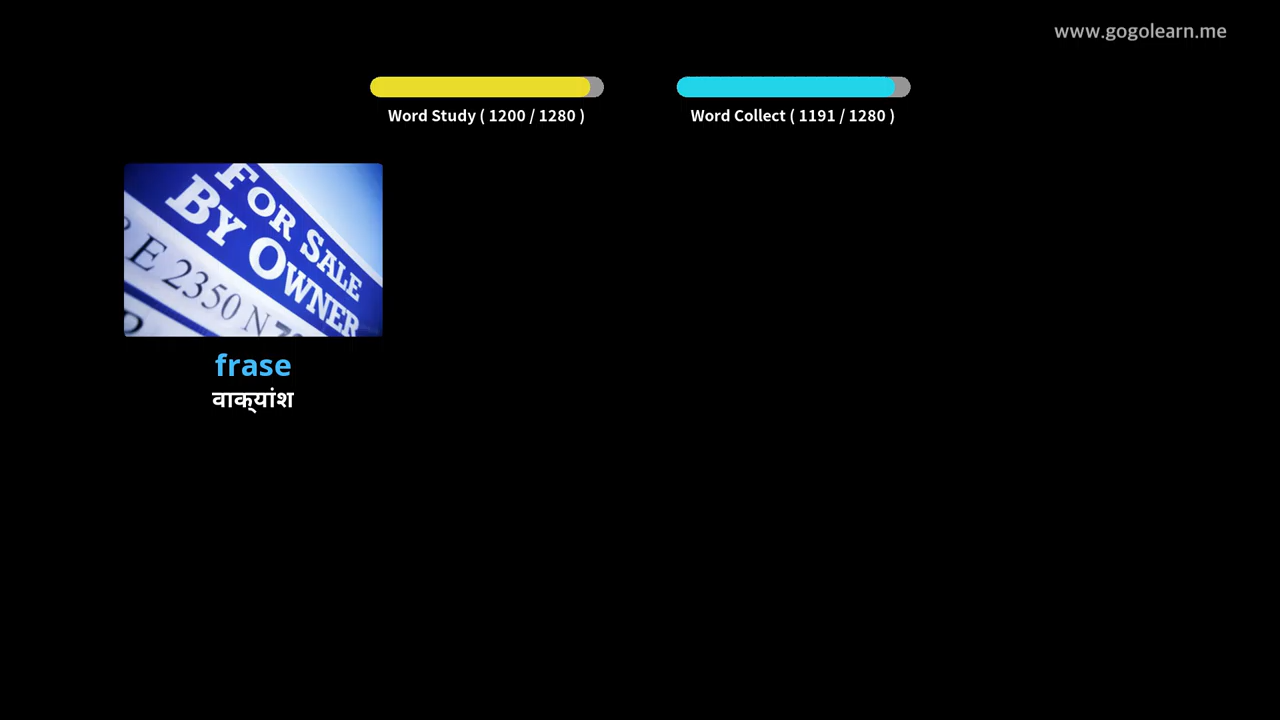 www.gogolearn.me
Word Study ( 1200 / 1280 )
Word Collect ( 1191 / 1280 )
FOR SALE
BY OWNER
E 2350 N
frase
वाक्यांश